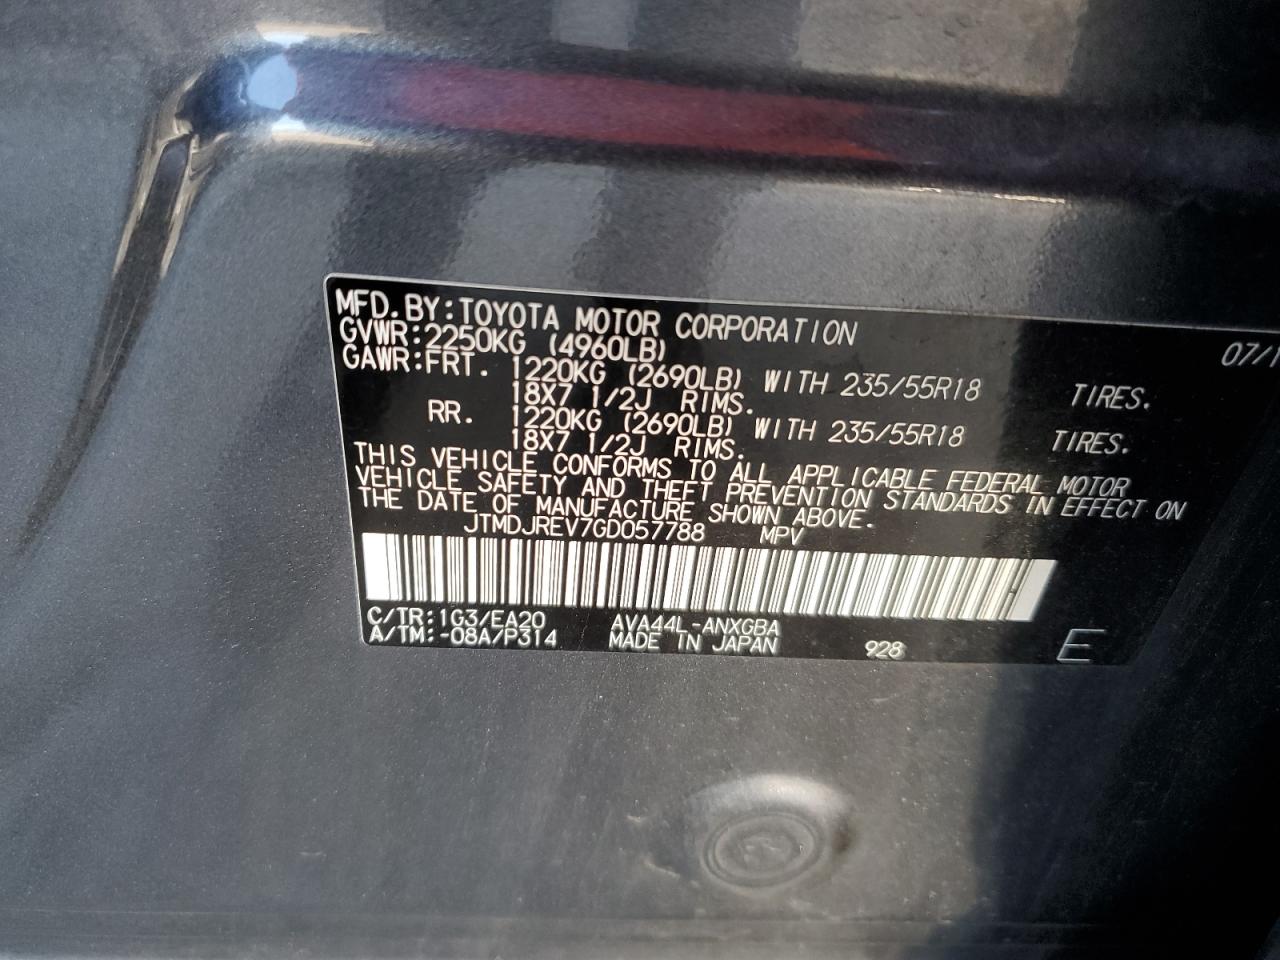 MFD. BY: TOYOTA MOTOR CORPORATION
GVWR: 2250KG (4960LB) 07/1
GAWR: FRT. 1220KG (2690LB) WITH 235/55R18 TIRES.
18X7 1/2J RIMS.
RR. 1220KG (2690LB) WITH 235/55R18 TIRES.
18X7 1/2J RIMS.
THIS VEHICLE CONFORMS TO ALL APPLICABLE FEDERAL MOTOR
VEHICLE SAFETY AND THEFT PREVENTION STANDARDS IN EFFECT ON
THE DATE OF MANUFACTURE SHOWN ABOVE.
JTMDJREV7GD057788 MPV
C/TR: 1G3/EA20 AVA44L-ANXGBA
A/TM: -08A/P314 MADE IN JAPAN 928 E